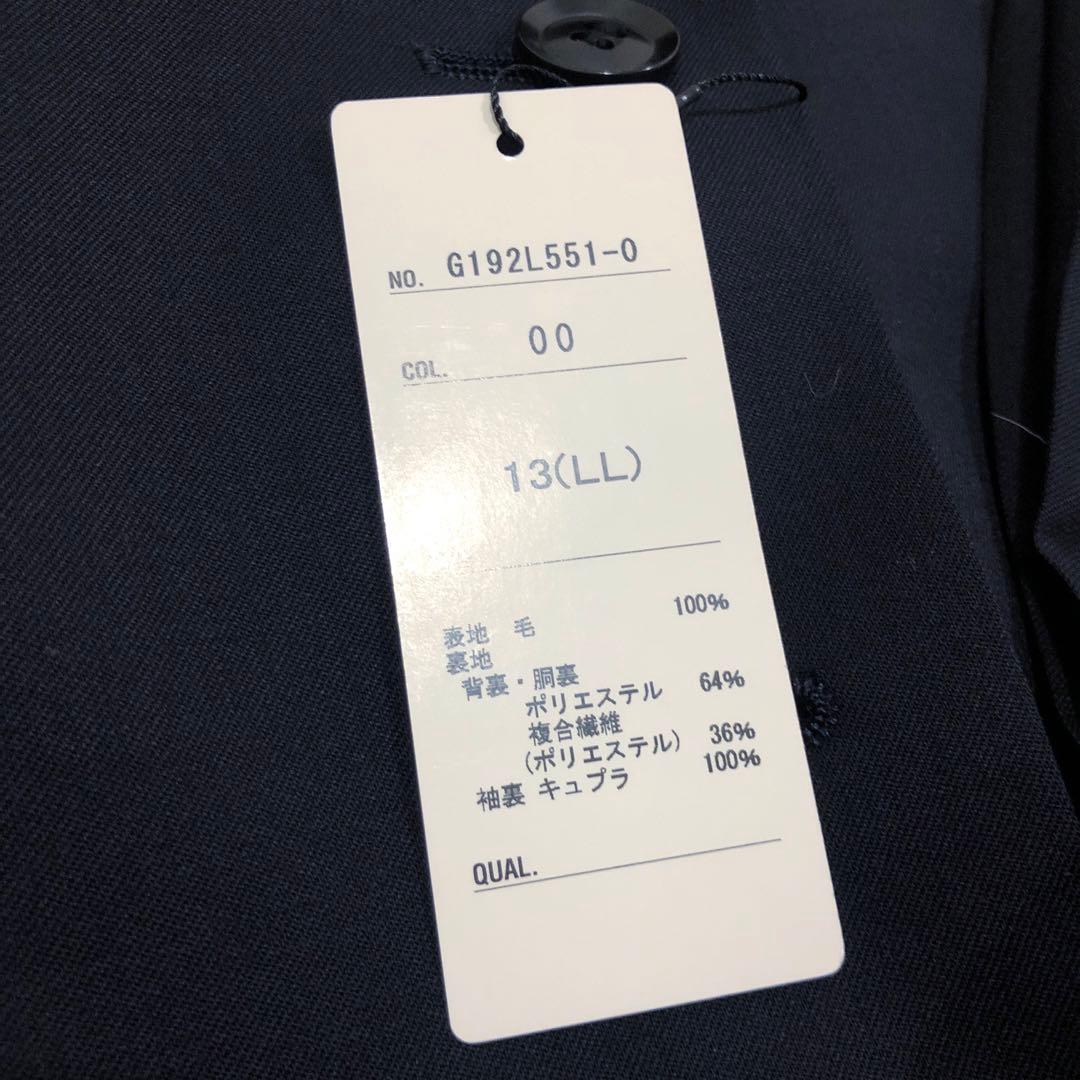 NO. G192L551-0
COL. 00
13(LL)
表地 毛 100%
裏地
背裏・胴裏
ポリエステル 64%
複合繊維
(ポリエステル) 36%
袖裏 キュプラ 100%
QUAL.